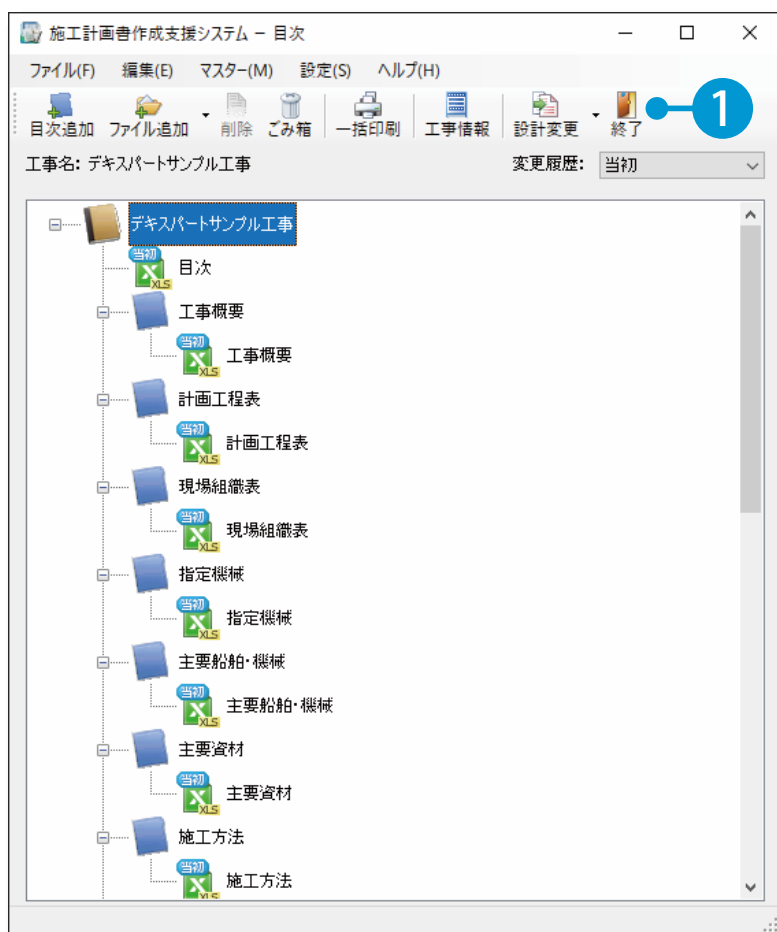 施工計画書作成支援システム － 目次
ファイル(F) 編集(E) マスター(M) 設定(S) ヘルプ(H)
目次追加 ファイル追加 削除 ごみ箱 一括印刷 工事情報 設計変更 終了 1
工事名: デキスパートサンプル工事 変更履歴: 当初
デキスパートサンプル工事
当初 XLS 目次
工事概要
当初 XLS 工事概要
計画工程表
当初 XLS 計画工程表
現場組織表
当初 XLS 現場組織表
指定機械
当初 XLS 指定機械
主要船舶・機械
当初 XLS 主要船舶・機械
主要資材
当初 XLS 主要資材
施工方法
当初 XLS 施工方法